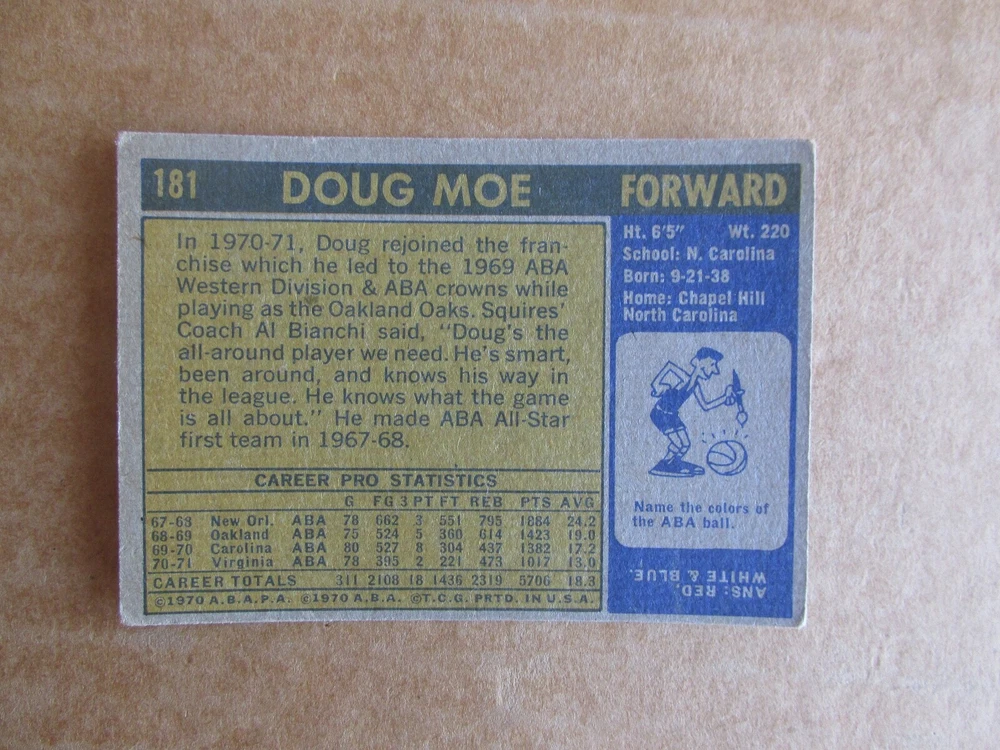 181 DOUG MOE FORWARD
In 1970-71, Doug rejoined the fran-
chise which he led to the 1969 ABA
Western Division & ABA crowns while
playing as the Oakland Oaks. Squires'
Coach Al Bianchi said, "Doug's the
all-around player we need. He's smart,
been around, and knows his way in
the league. He knows what the game
is all about." He made ABA All-Star
first team in 1967-68.
CAREER PRO STATISTICS
G FG 3PT FT REB PTS AVG
67-68 New Orl. ABA 78 662 3 551 795 1884 24.2
68-69 Oakland ABA 75 524 5 360 614 1423 19.0
69-70 Carolina ABA 80 527 8 304 437 1382 17.2
70-71 Virginia ABA 78 395 2 221 473 1017 13.0
CAREER TOTALS 311 2108 18 1436 2319 5706 18.3
©1970 A.B.A.P.A. ©1970 A.B.A. ©T.C.G. PRTD. IN U.S.A.
Ht. 6'5" Wt. 220
School: N. Carolina
Born: 9-21-38
Home: Chapel Hill
North Carolina
Name the colors of
the ABA ball.
ANS: RED,
WHITE & BLUE.